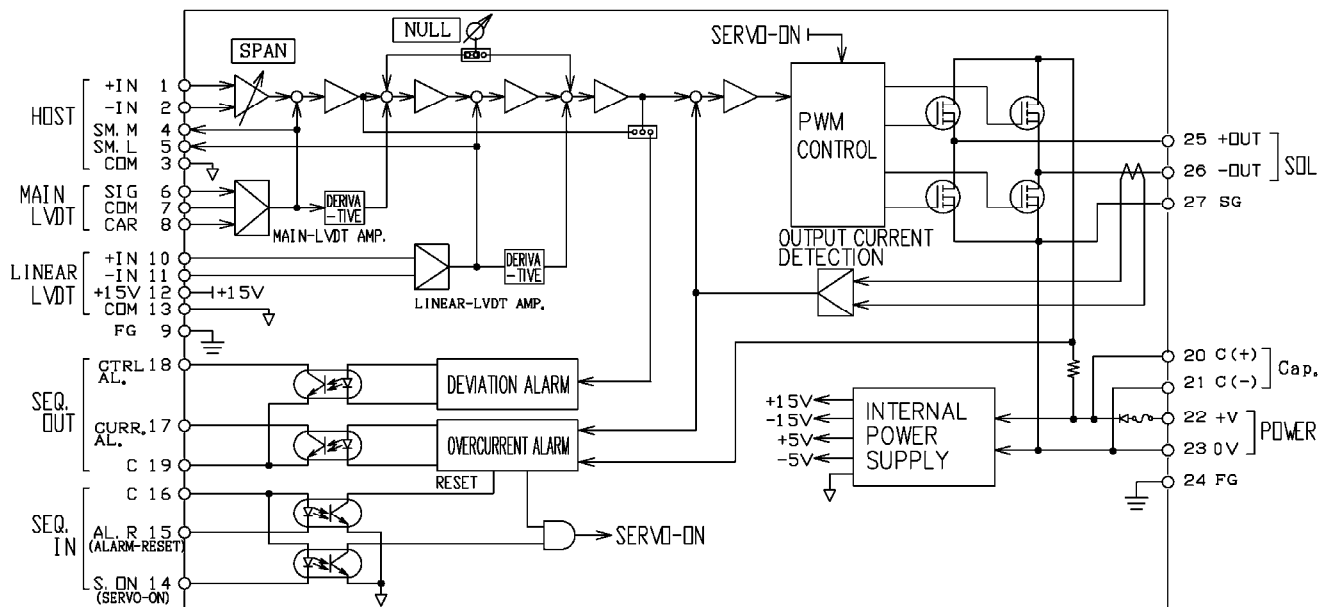 HOST
+IN 1
-IN 2
SM. M 4
SM. L 5
COM 3
MAIN LVDT
SIG 6
COM 7
CAR 8
LINEAR LVDT
+IN 10
-IN 11
+15V 12
+15V
COM 13
FG 9
SEQ. OUT
CTRL 18
AL.
CURR. 17
AL.
C 19
SEQ. IN
C 16
AL. R 15
(ALARM-RESET)
S. ON 14
(SERVO-ON)
SPAN
NULL
DERIVA
-TIVE
MAIN-LVDT AMP.
DERIVA
-TIVE
LINEAR-LVDT AMP.
SERVO-ON
PWM
CONTROL
OUTPUT CURRENT
DETECTION
DEVIATION ALARM
OVERCURRENT ALARM
RESET
SERVO-ON
+15V
-15V
+5V
-5V
INTERNAL
POWER
SUPPLY
25 +OUT
26 -OUT
SOL
27 SG
20 C(+)
21 C(-)
Cap.
22 +V
23 0V
POWER
24 FG